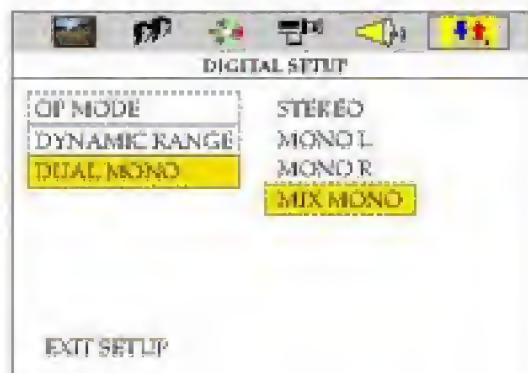 DIGITAL SETUP
OP MODE
DYNAMIC RANGE
DUAL MONO
STEREO
MONO L
MONO R
MIX MONO
EXIT SETUP